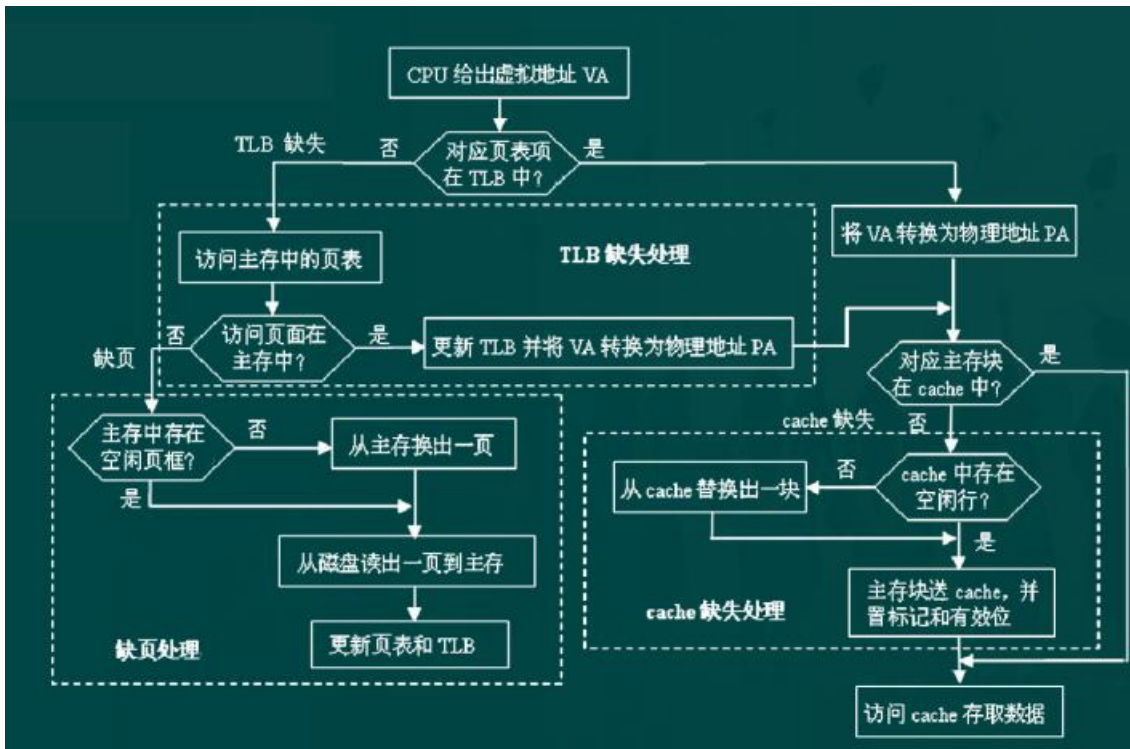 CPU 给出虚拟地址 VA
TLB 缺失
否
对应页表项
在 TLB 中?
是
访问主存中的页表
TLB 缺失处理
将 VA 转换为物理地址 PA
否
缺页
访问页面在
主存中?
是
更新 TLB 并将 VA 转换为物理地址 PA
对应主存块
在 cache 中?
是
cache 缺失
否
主存中存在
空闲页框?
否
从主存换出一页
是
从磁盘读出一页到主存
更新页表和 TLB
缺页处理
从 cache 替换出一块
否
cache 中存在
空闲行?
是
主存块送 cache, 并
置标记和有效位
cache 缺失处理
访问 cache 存取数据